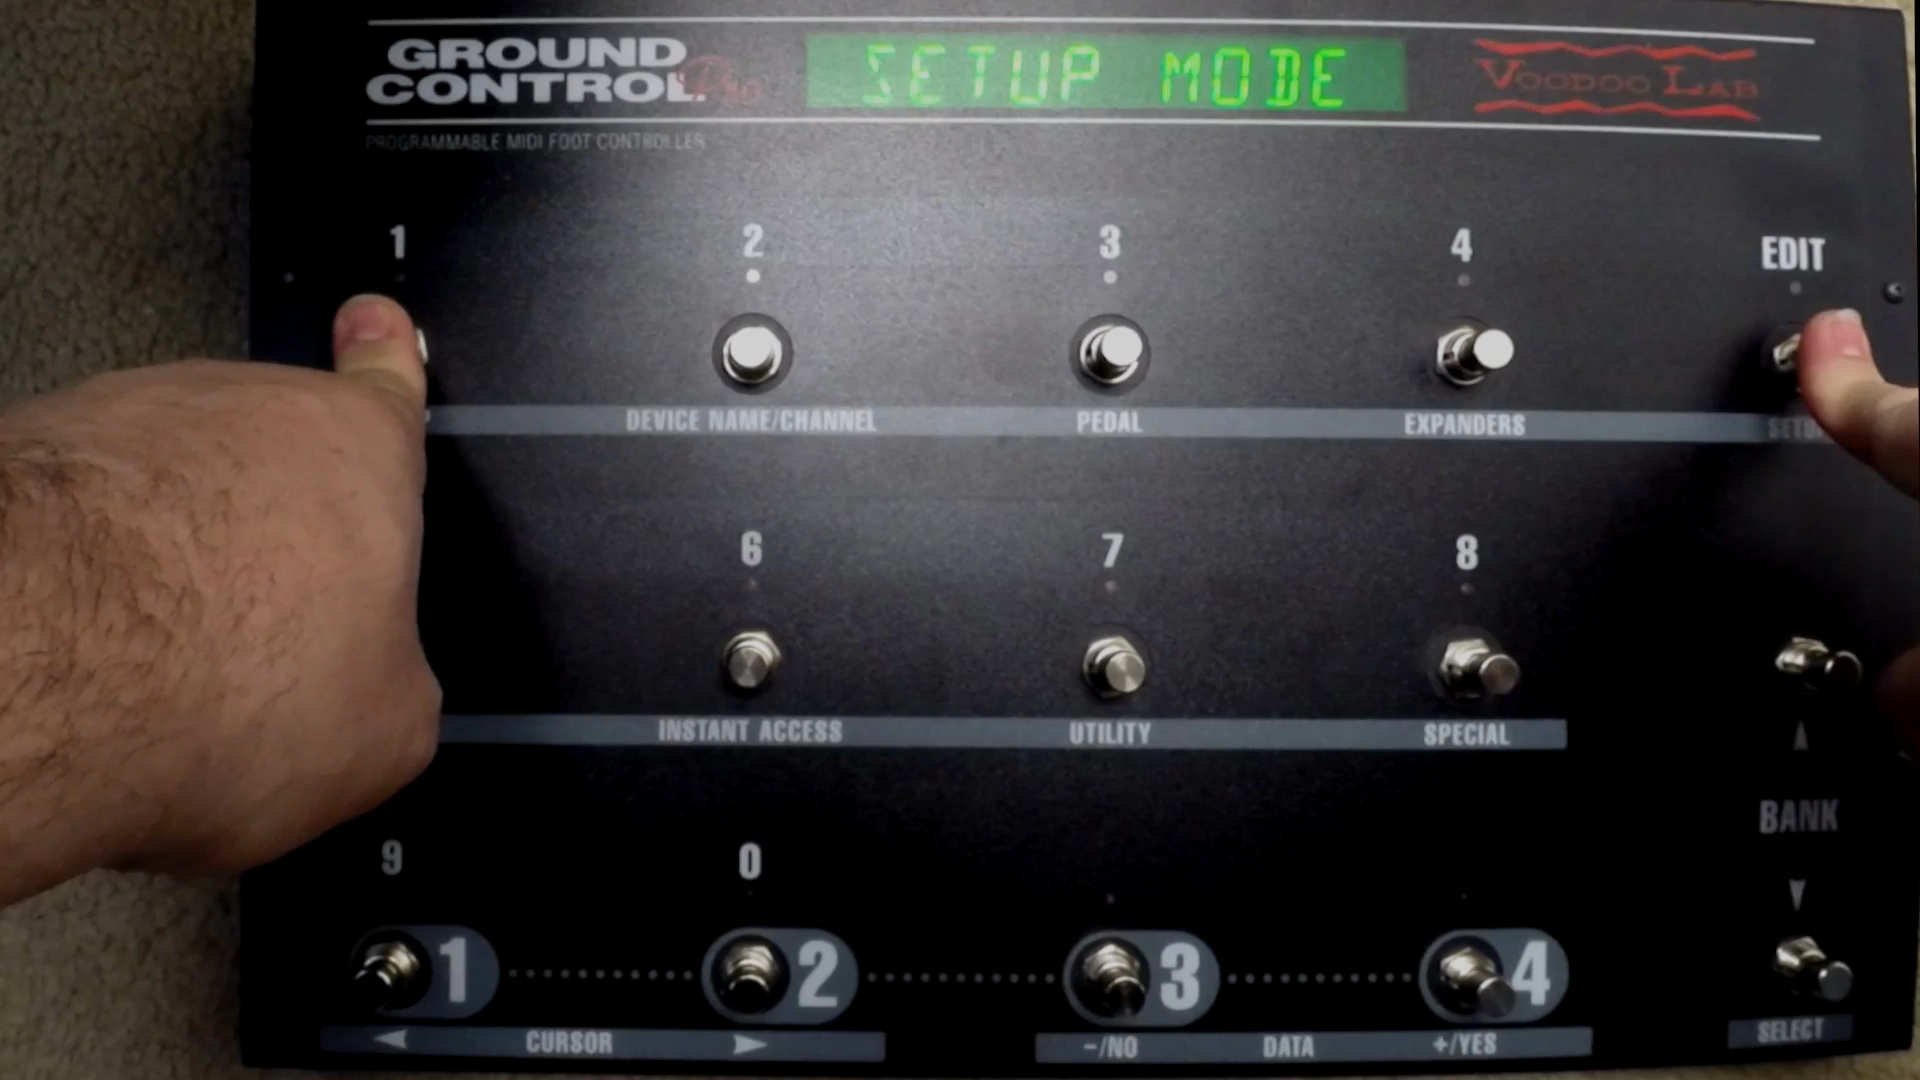 GROUND
CONTROL Pro
SETUP MODE
VOODOO LAB
PROGRAMMABLE MIDI FOOT CONTROLLER
1
2
3
4
EDIT
DEVICE NAME/CHANNEL
PEDAL
EXPANDERS
6
7
8
INSTANT ACCESS
UTILITY
SPECIAL
BANK
9
0
1
2
3
4
CURSOR
-/NO
DATA
+/YES
SELECT